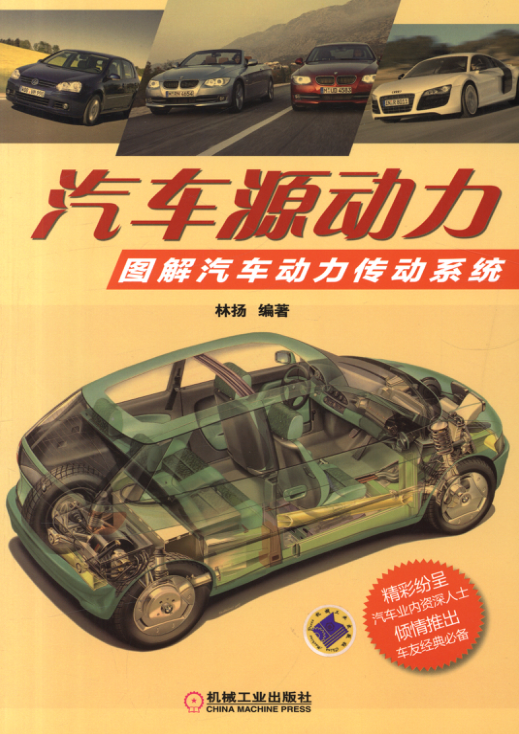 汽车源动力
图解汽车动力传动系统
林扬 编著
精彩纷呈
汽车业内资深人士
倾情推出
车友经典必备
机械工业出版社
CHINA MACHINE PRESS